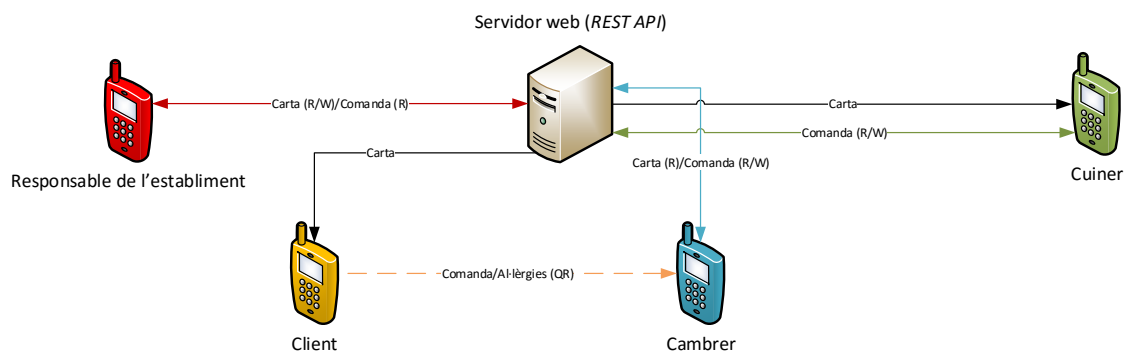 Servidor web (REST API)
Carta (R/W)/Comanda (R)
Carta
Comanda (R/W)
Carta
Carta (R)/Comanda (R/W)
Responsable de l'establiment
Cuiner
Comanda/Al·lèrgies (QR)
Client
Cambrer